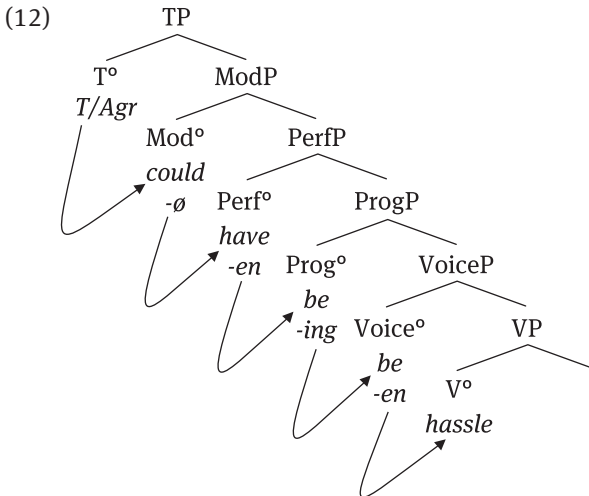 (12) TP
T° ModP
T/Agr
Mod° PerfP
could
-ø Perf° ProgP
have
-en Prog° VoiceP
be
-ing Voice° VP
be
-en V°
hassle